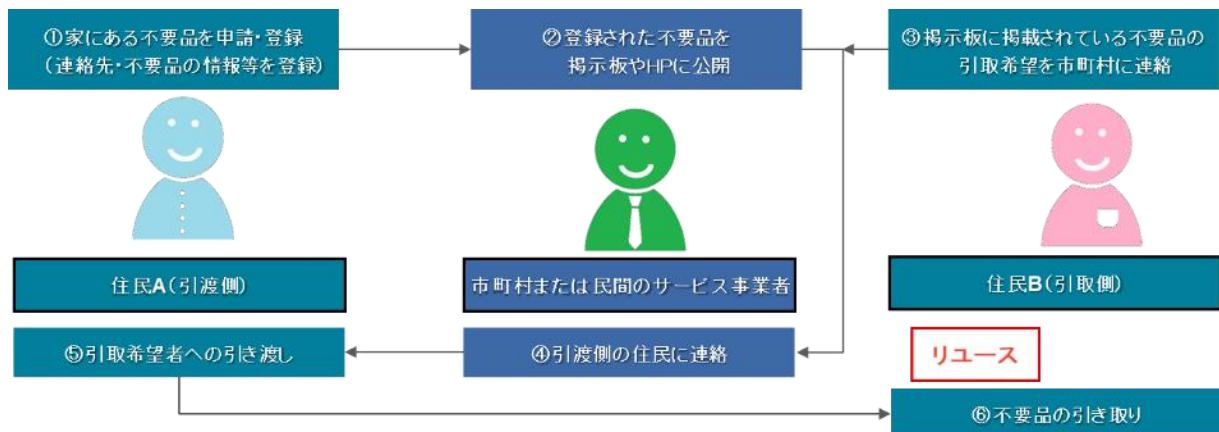 ①家にある不要品を申請・登録
（連絡先・不要品の情報等を登録）
②登録された不要品を
掲示板やHPに公開
③掲示板に掲載されている不要品の
引取希望を市町村に連絡
住民A（引渡側）
市町村または民間のサービス事業者
住民B（引取側）
⑤引取希望者への引き渡し
④引渡側の住民に連絡
リユース
⑥不要品の引き取り